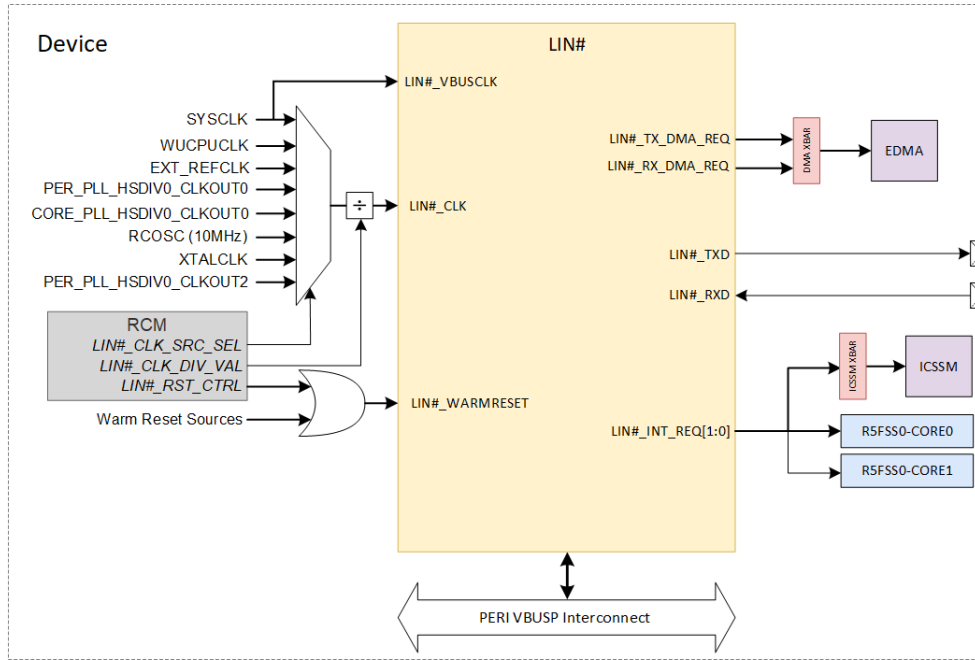 Device
LIN#
LIN#_VBUSCLK
SYSCLK
WUCPUCLK
EXT_REFCLK
PER_PLL_HSDIV0_CLKOUT0
CORE_PLL_HSDIV0_CLKOUT0
RCOSC (10MHz)
XTALCLK
PER_PLL_HSDIV0_CLKOUT2
÷
LIN#_CLK
RCM
LIN#_CLK_SRC_SEL
LIN#_CLK_DIV_VAL
LIN#_RST_CTRL
Warm Reset Sources
LIN#_WARMRESET
LIN#_TX_DMA_REQ
LIN#_RX_DMA_REQ
DMA XBAR
EDMA
LIN#_TXD
LIN#_RXD
ICSSM XBAR
ICSSM
LIN#_INT_REQ[1:0]
R5FSS0-CORE0
R5FSS0-CORE1
PERI VBUSP Interconnect